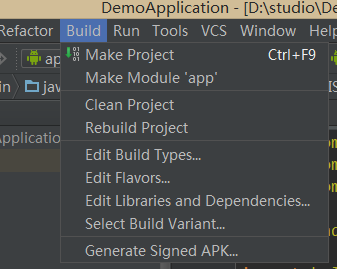 DemoApplication - [D:\studio\De
Refactor Build Run Tools VCS Window Help
ap
Make Project Ctrl+F9
Make Module 'app'
in jav
Clean Project
Rebuild Project
Application
Edit Build Types...
Edit Flavors...
Edit Libraries and Dependencies...
Select Build Variant...
Generate Signed APK...